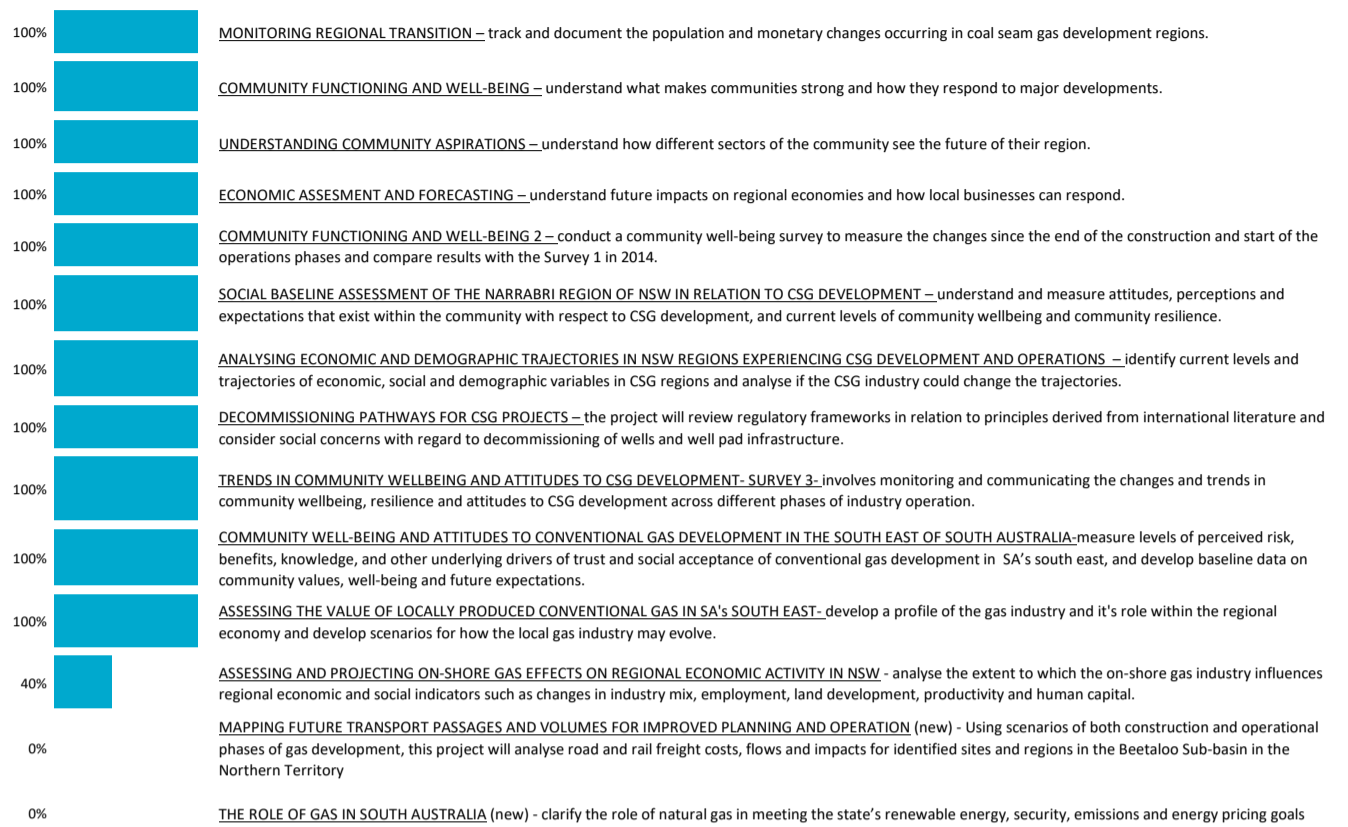 100% MONITORING REGIONAL TRANSITION – track and document the population and monetary changes occurring in coal seam gas development regions.
100% COMMUNITY FUNCTIONING AND WELL-BEING – understand what makes communities strong and how they respond to major developments.
100% UNDERSTANDING COMMUNITY ASPIRATIONS – understand how different sectors of the community see the future of their region.
100% ECONOMIC ASSESMENT AND FORECASTING – understand future impacts on regional economies and how local businesses can respond.
100% COMMUNITY FUNCTIONING AND WELL-BEING 2 – conduct a community well-being survey to measure the changes since the end of the construction and start of the
operations phases and compare results with the Survey 1 in 2014.
100% SOCIAL BASELINE ASSESSMENT OF THE NARRABRI REGION OF NSW IN RELATION TO CSG DEVELOPMENT – understand and measure attitudes, perceptions and
expectations that exist within the community with respect to CSG development, and current levels of community wellbeing and community resilience.
100% ANALYSING ECONOMIC AND DEMOGRAPHIC TRAJECTORIES IN NSW REGIONS EXPERIENCING CSG DEVELOPMENT AND OPERATIONS – identify current levels and
trajectories of economic, social and demographic variables in CSG regions and analyse if the CSG industry could change the trajectories.
100% DECOMMISSIONING PATHWAYS FOR CSG PROJECTS – the project will review regulatory frameworks in relation to principles derived from international literature and
consider social concerns with regard to decommissioning of wells and well pad infrastructure.
100% TRENDS IN COMMUNITY WELLBEING AND ATTITUDES TO CSG DEVELOPMENT- SURVEY 3- involves monitoring and communicating the changes and trends in
community wellbeing, resilience and attitudes to CSG development across different phases of industry operation.
COMMUNITY WELL-BEING AND ATTITUDES TO CONVENTIONAL GAS DEVELOPMENT IN THE SOUTH EAST OF SOUTH AUSTRALIA-measure levels of perceived risk,
100% benefits, knowledge, and other underlying drivers of trust and social acceptance of conventional gas development in SA’s south east, and develop baseline data on
community values, well-being and future expectations.
100% ASSESSING THE VALUE OF LOCALLY PRODUCED CONVENTIONAL GAS IN SA's SOUTH EAST- develop a profile of the gas industry and it's role within the regional
economy and develop scenarios for how the local gas industry may evolve.
40% ASSESSING AND PROJECTING ON-SHORE GAS EFFECTS ON REGIONAL ECONOMIC ACTIVITY IN NSW - analyse the extent to which the on-shore gas industry influences
regional economic and social indicators such as changes in industry mix, employment, land development, productivity and human capital.
MAPPING FUTURE TRANSPORT PASSAGES AND VOLUMES FOR IMPROVED PLANNING AND OPERATION (new) - Using scenarios of both construction and operational
0% phases of gas development, this project will analyse road and rail freight costs, flows and impacts for identified sites and regions in the Beetaloo Sub-basin in the
Northern Territory
0% THE ROLE OF GAS IN SOUTH AUSTRALIA (new) - clarify the role of natural gas in meeting the state’s renewable energy, security, emissions and energy pricing goals